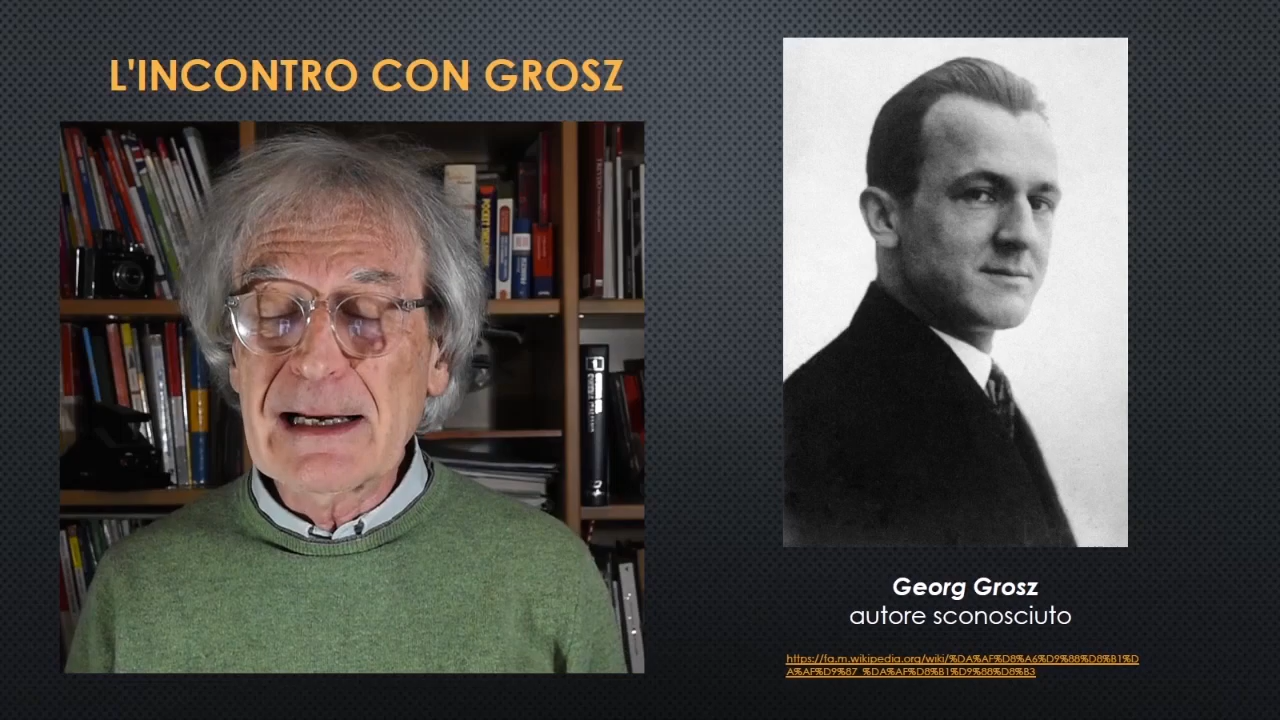 L'INCONTRO CON GROSZ
POCKET
Georg Grosz
autore sconosciuto
https://fa.m.wikipedia.org/wiki/%DA%AF%D8%A6%D9%88%D8%B1%D
A%AF%D9%87_%DA%AF%D8%B1%D9%88%D8%B3